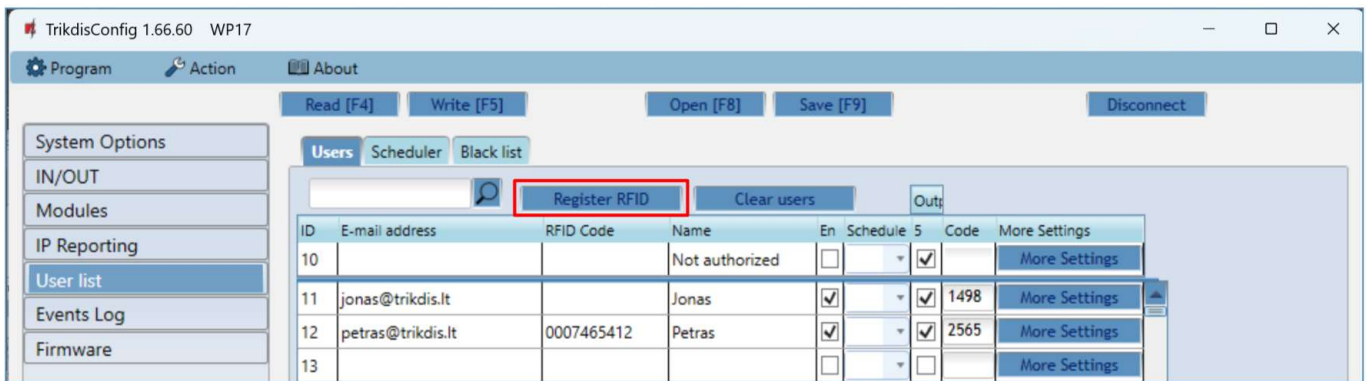 TrikdisConfig 1.66.60 WP17
Program Action About
Read [F4] Write [F5] Open [F8] Save [F9] Disconnect
System Options
IN/OUT
Modules
IP Reporting
User list
Events Log
Firmware
Users Scheduler Black list
Register RFID Clear users Outp
ID E-mail address RFID Code Name En Schedule 5 Code More Settings
10 Not authorized More Settings
11 jonas@trikdis.lt Jonas 1498 More Settings
12 petras@trikdis.lt 0007465412 Petras 2565 More Settings
13 More Settings